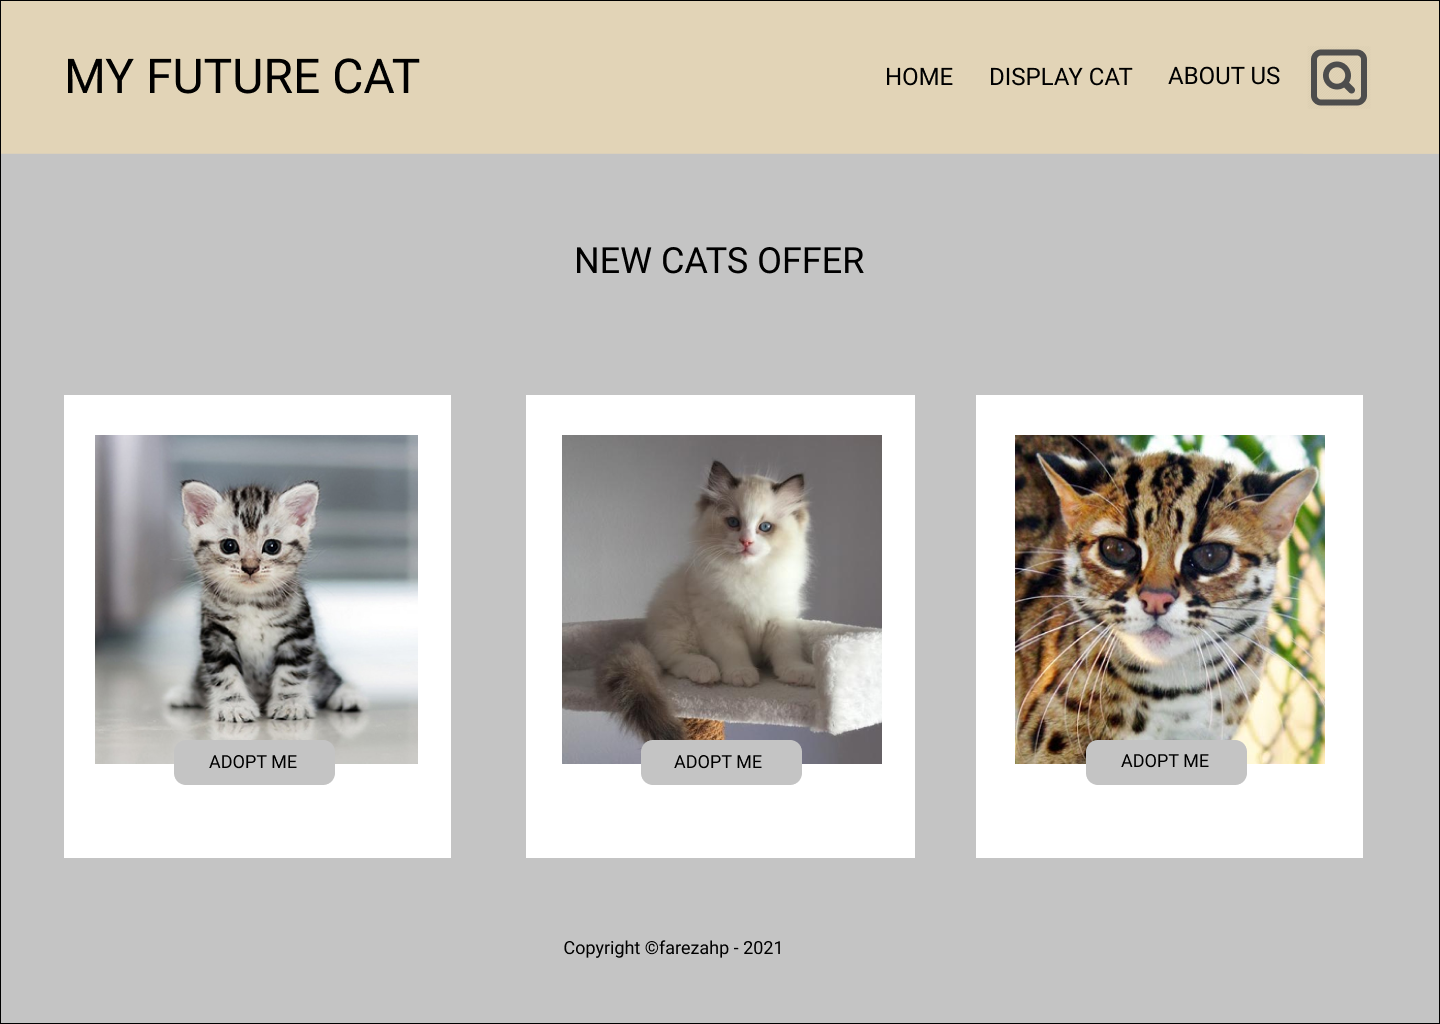 MY FUTURE CAT
HOME DISPLAY CAT ABOUT US
NEW CATS OFFER
ADOPT ME
ADOPT ME
ADOPT ME
Copyright ©farezahp - 2021